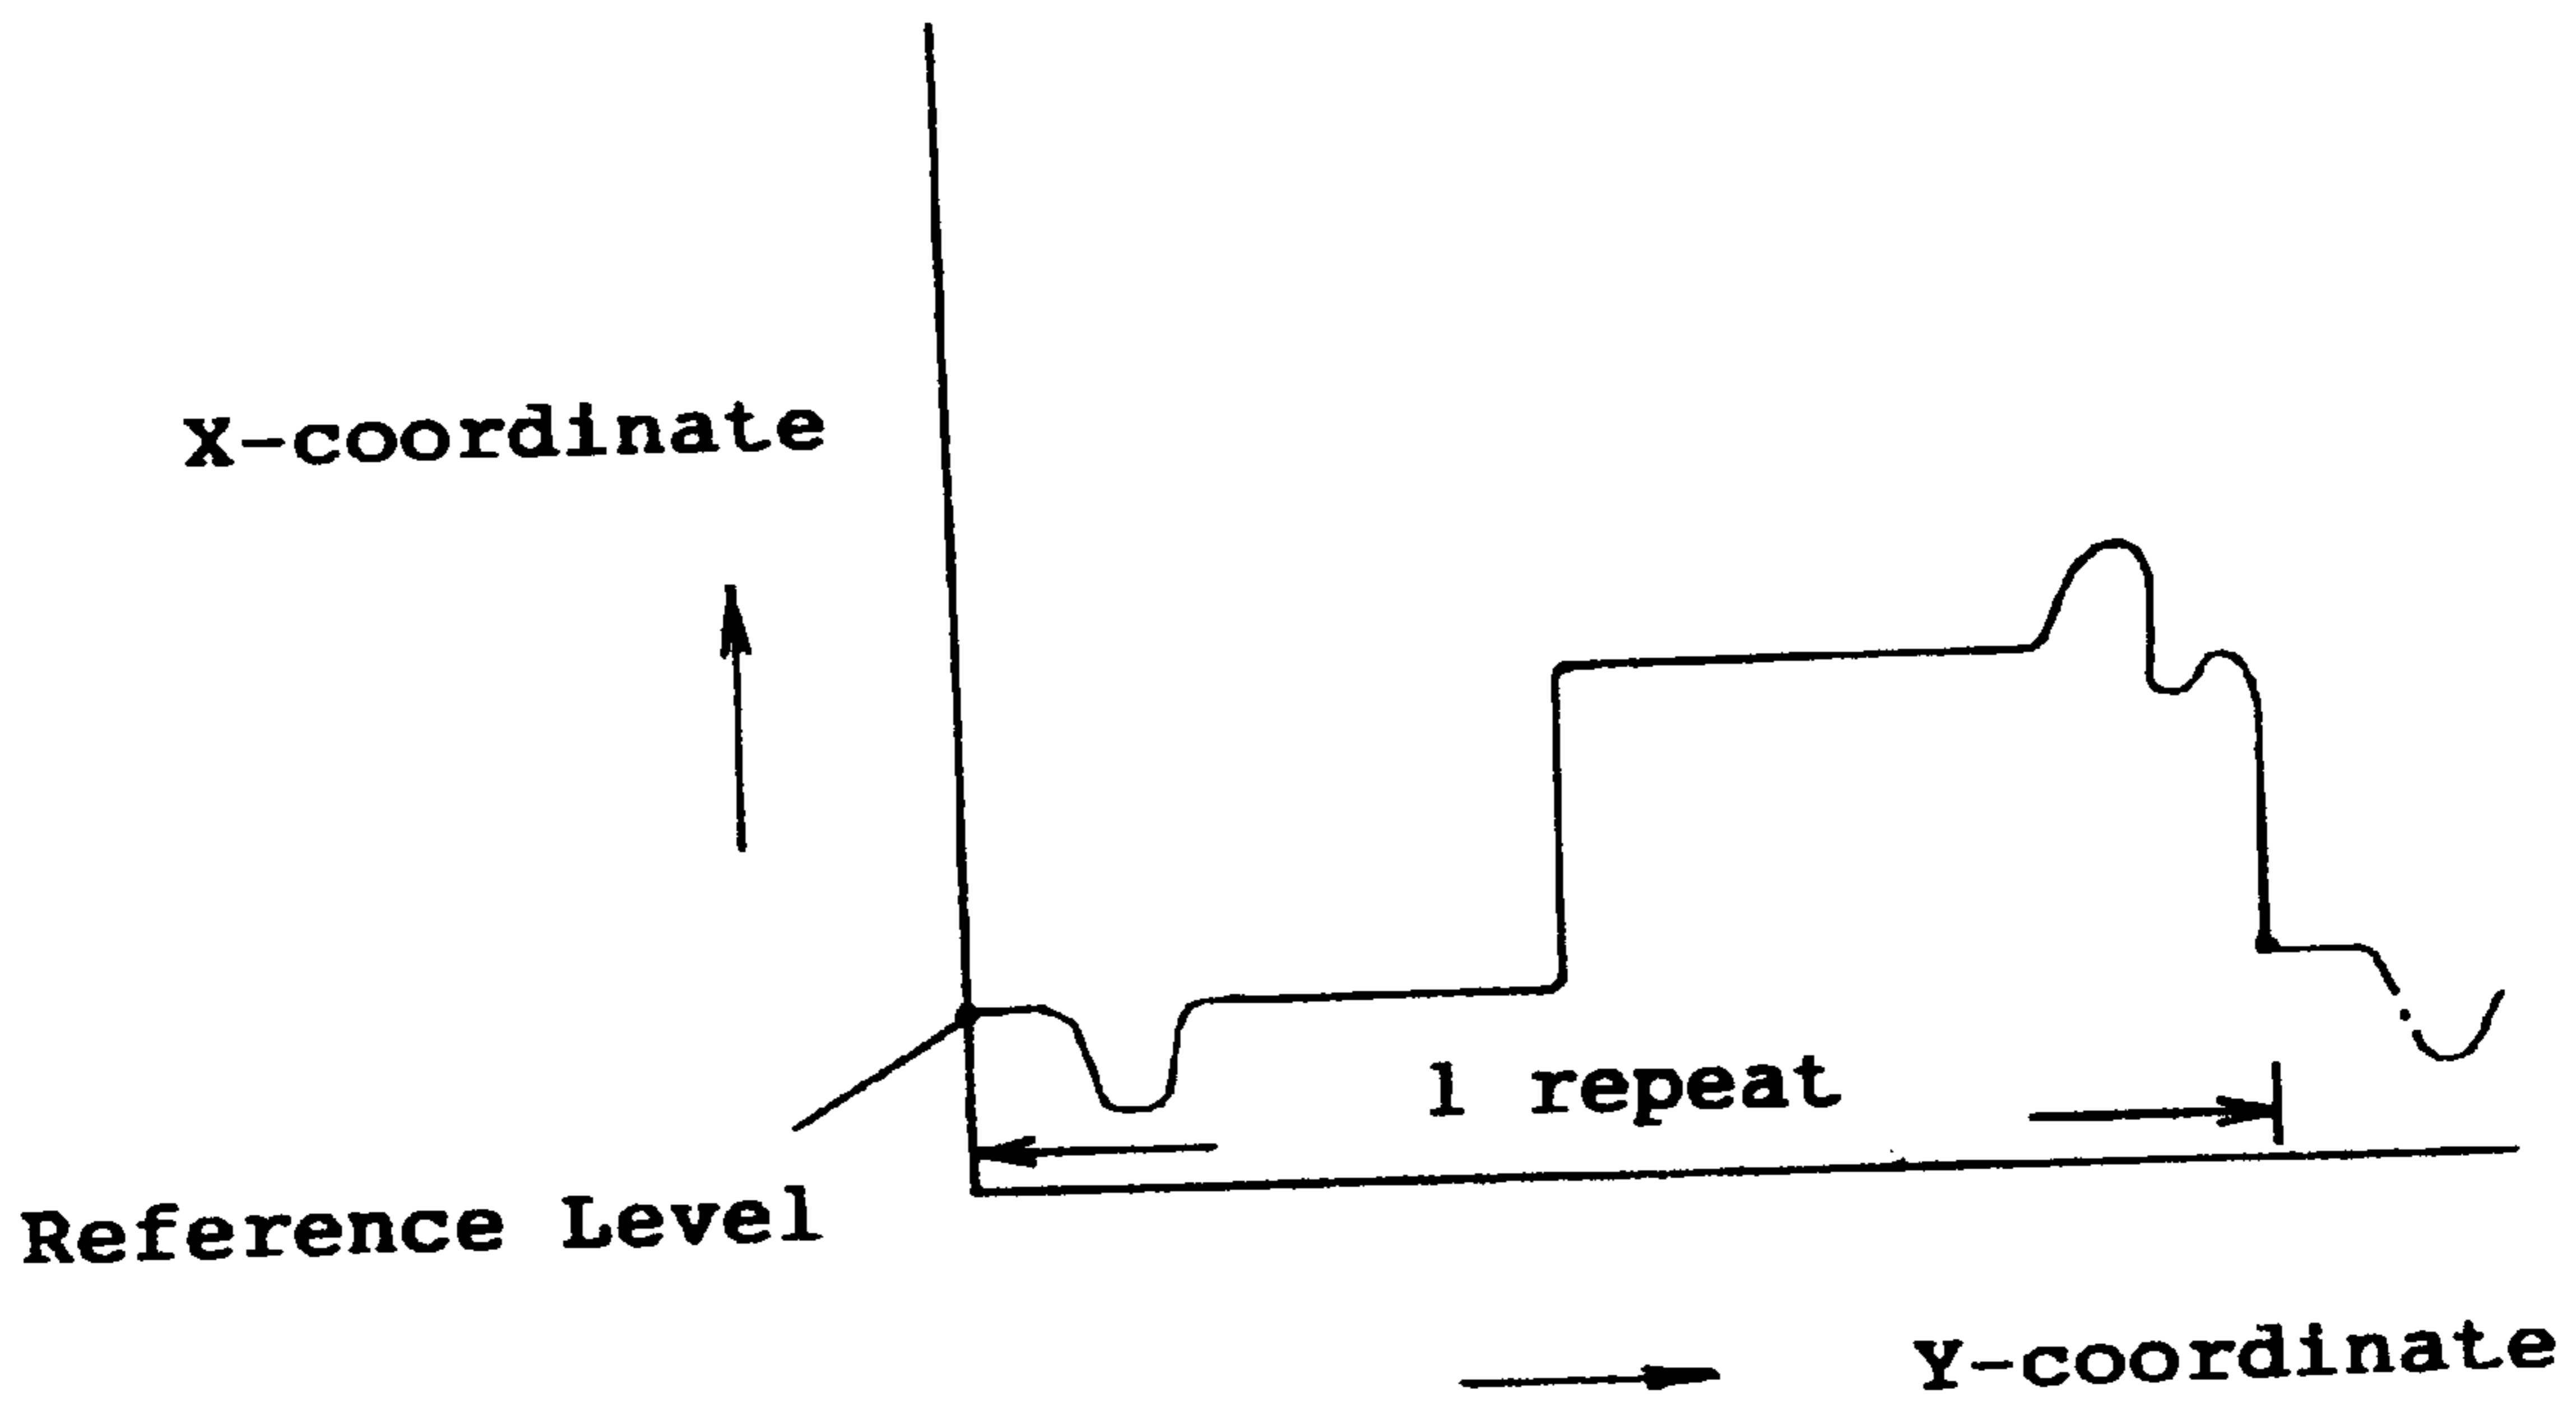 X-coordinate
1 repeat
Reference Level
Y-coordinate